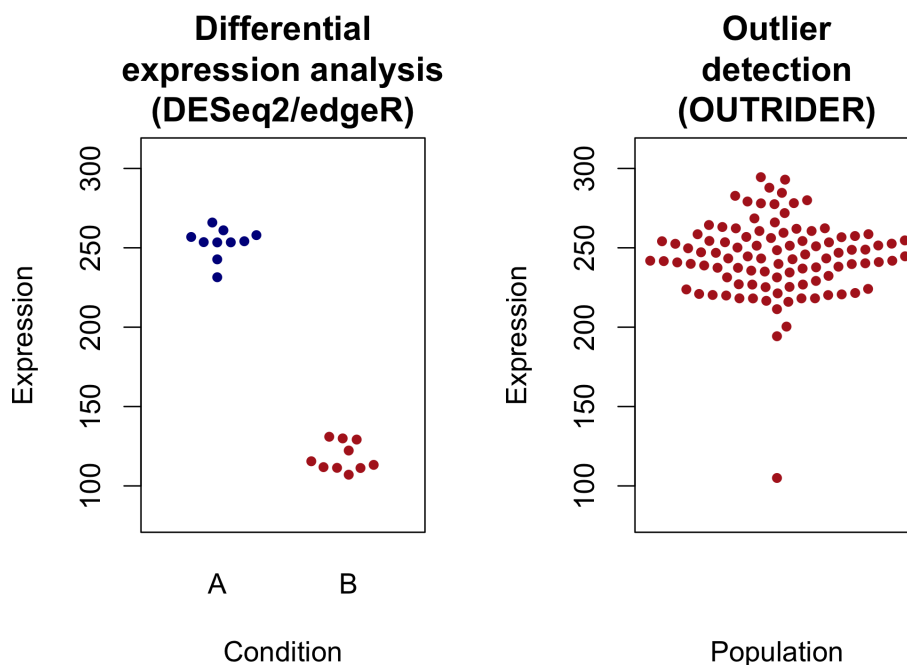 Differential
expression analysis
(DESeq2/edgeR)
Expression
300
250
200
150
100
A B
Condition
Outlier
detection
(OUTRIDER)
Expression
300
250
200
150
100
Population